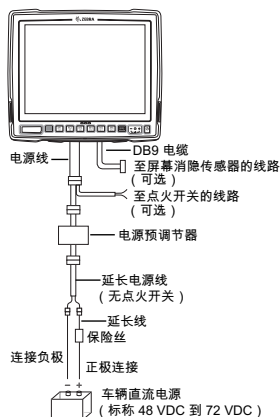 ZEBRA
DB9 电缆
电源线
至屏幕消隐传感器的线路
（可选）
至点火开关的线路
（可选）
电源预调节器
延长电源线
（无点火开关）
延长线
保险丝
连接负极
正极连接
− +
车辆直流电源
（标称 48 VDC 到 72 VDC）